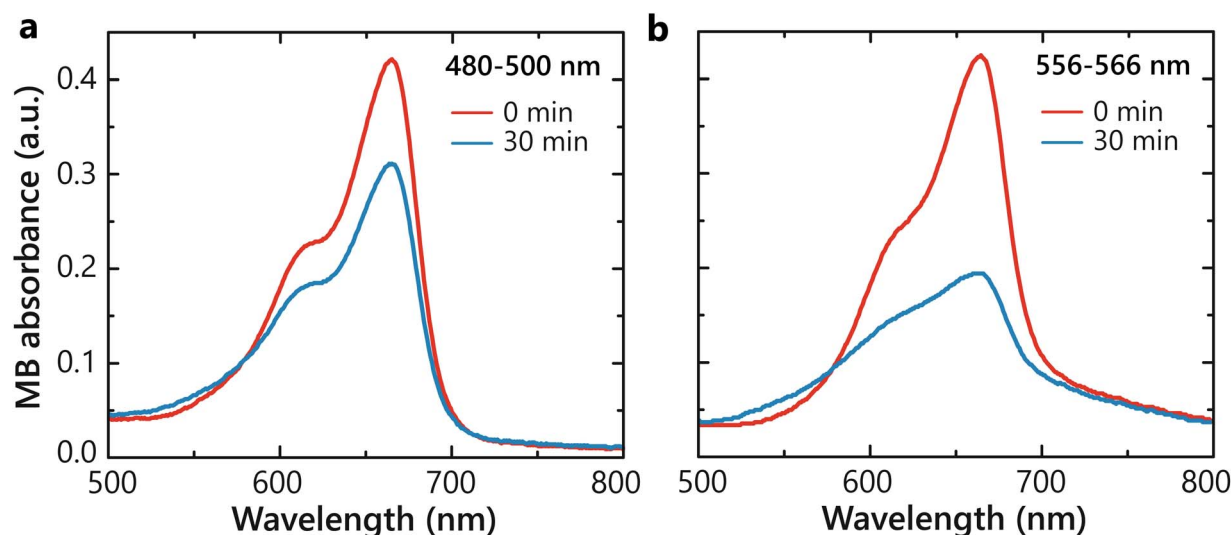 a
480-500 nm
0 min
30 min
MB absorbance (a.u.)
0.4
0.3
0.2
0.1
0.0
500
600
700
800
Wavelength (nm)
b
556-566 nm
0 min
30 min
500
600
700
800
Wavelength (nm)